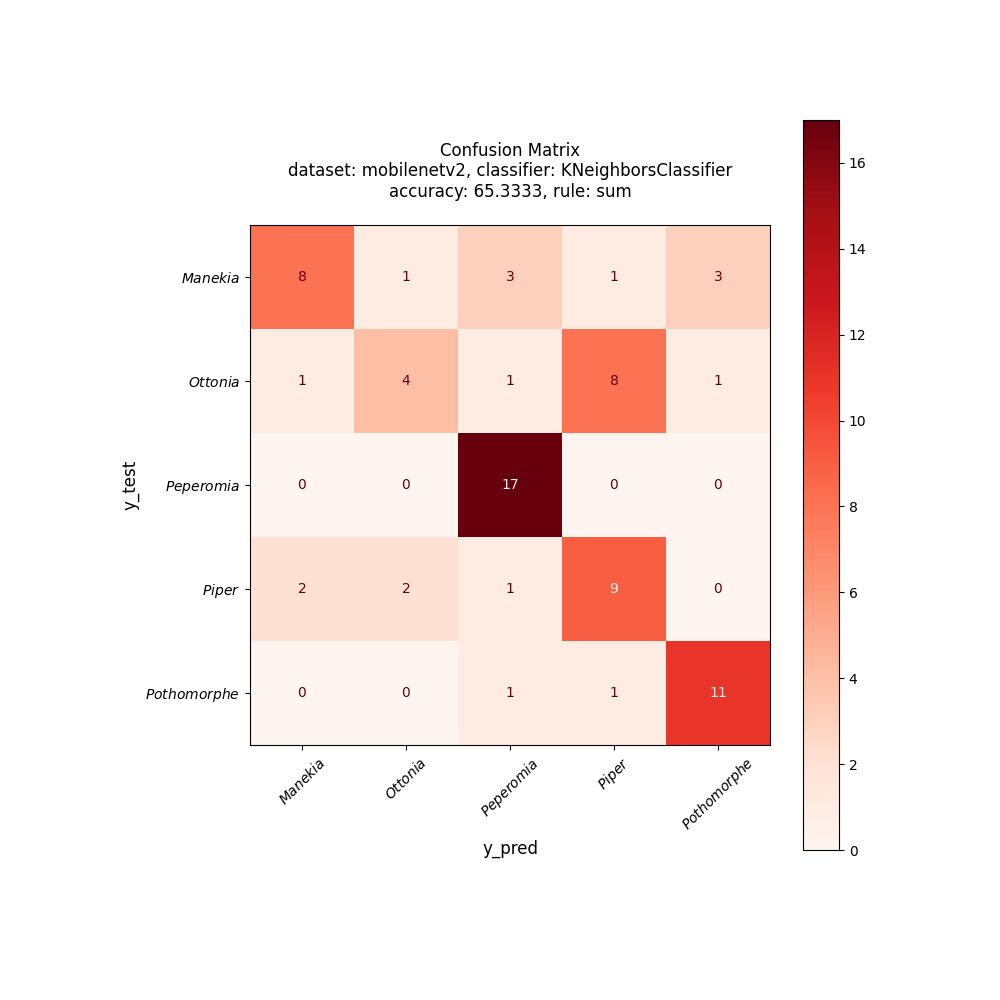 Confusion Matrix
dataset: mobilenetv2, classifier: KNeighborsClassifier
accuracy: 65.3333, rule: sum
y_test
Manekia 8 1 3 1 3
Ottonia 1 4 1 8 1
Peperomia 0 0 17 0 0
Piper 2 2 1 9 0
Pothomorphe 0 0 1 1 11
Manekia Ottonia Peperomia Piper Pothomorphe
y_pred
16
14
12
10
8
6
4
2
0